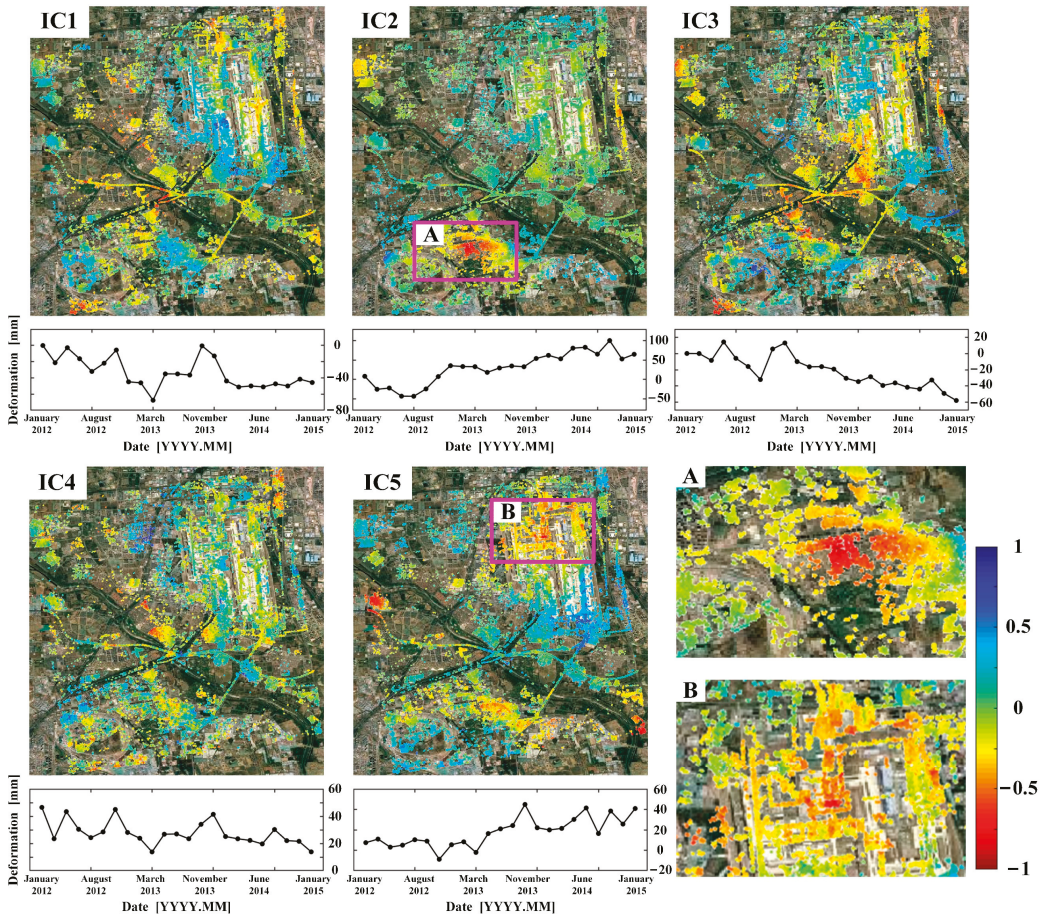 IC1
IC2
IC3
A
Deformation [mm]
0
−40
−80
January 2012
August 2012
March 2013
November 2013
June 2014
January 2015
Date [YYYY.MM]
100
50
0
−50
January 2012
August 2012
March 2013
November 2013
June 2014
January 2015
Date [YYYY.MM]
20
0
−20
−40
−60
January 2012
August 2012
March 2013
November 2013
June 2014
January 2015
Date [YYYY.MM]
IC4
IC5
B
A
B
1
0.5
0
−0.5
−1
Deformation [mm]
60
40
20
0
January 2012
August 2012
March 2013
November 2013
June 2014
January 2015
Date [YYYY.MM]
60
40
20
0
−20
January 2012
August 2012
March 2013
November 2013
June 2014
January 2015
Date [YYYY.MM]